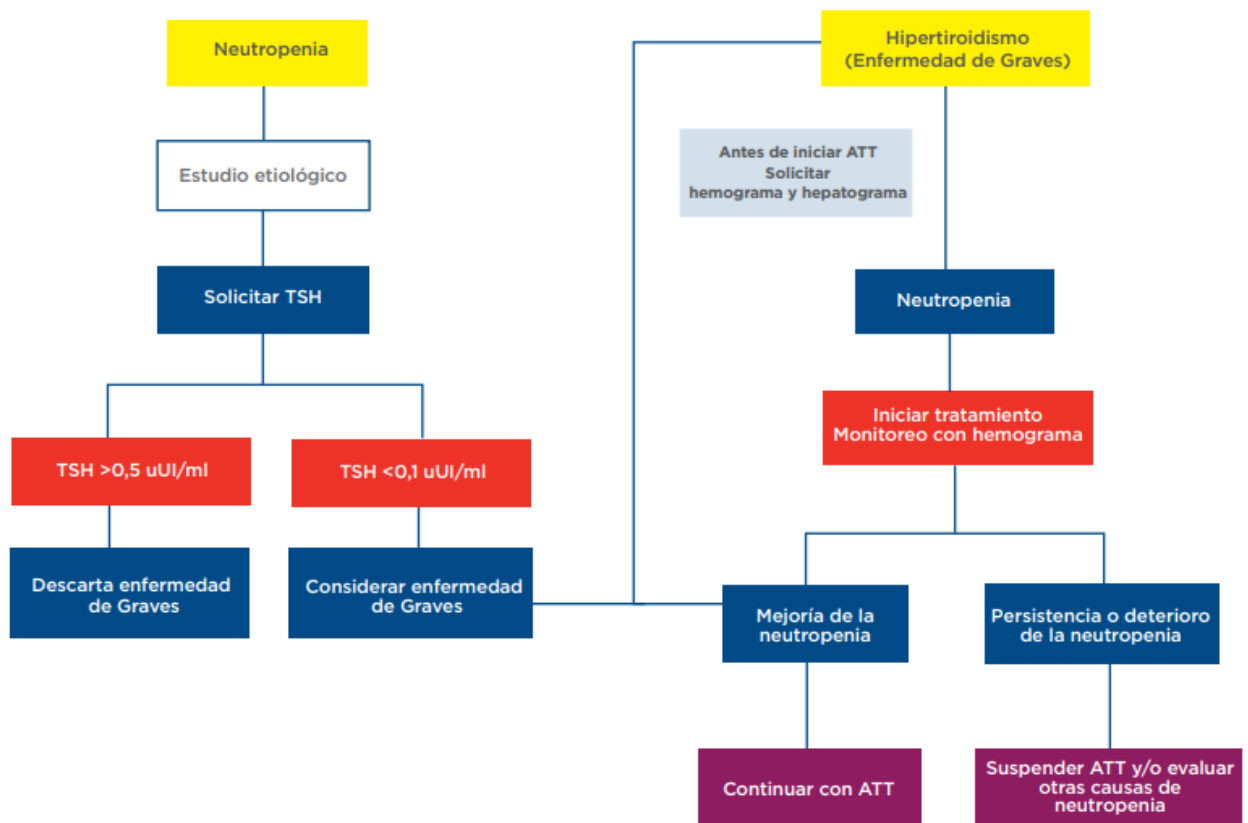 Neutropenia
Estudio etiológico
Solicitar TSH
TSH >0,5 uUI/ml
TSH <0,1 uUI/ml
Descarta enfermedad
de Graves
Considerar enfermedad
de Graves
Hipertiroidismo
(Enfermedad de Graves)
Antes de iniciar ATT
Solicitar
hemograma y hepatograma
Neutropenia
Iniciar tratamiento
Monitoreo con hemograma
Mejoría de la
neutropenia
Persistencia o deterioro
de la neutropenia
Continuar con ATT
Suspender ATT y/o evaluar
otras causas de
neutropenia